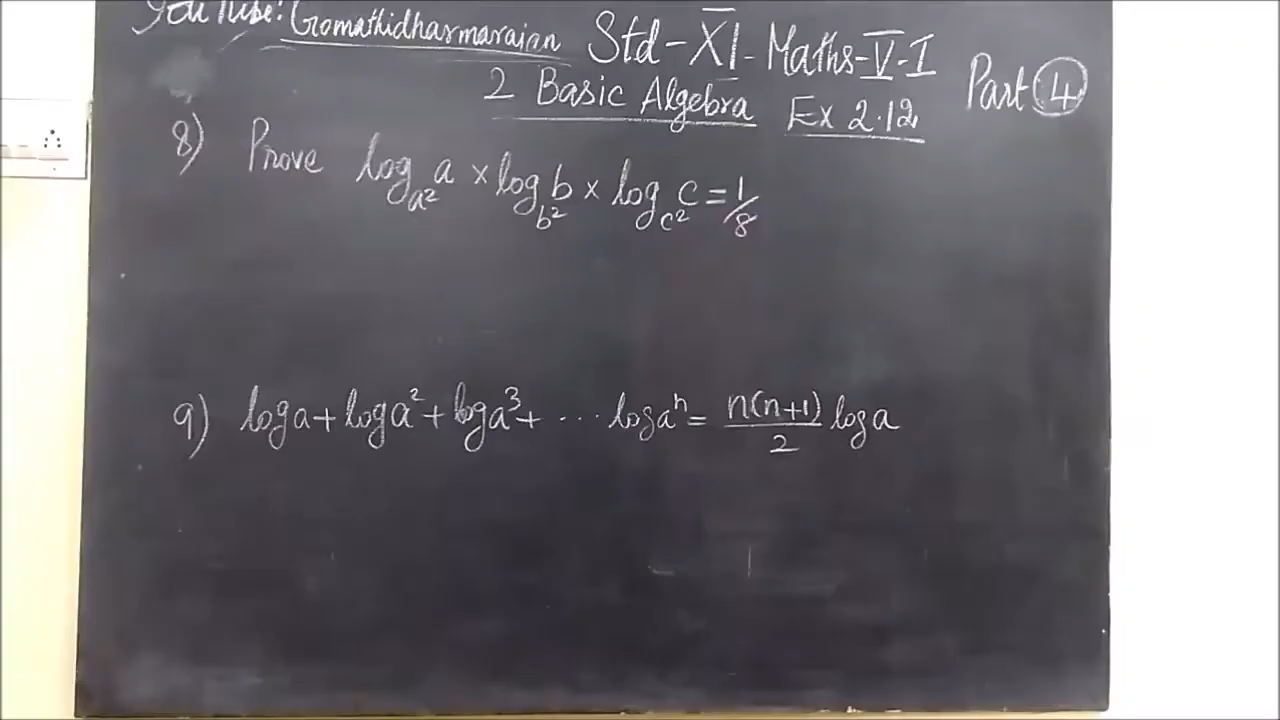 You Tube: Gomathidharmarajan Std-XI-Maths-V-I
2 Basic Algebra Ex 2.12 Part 4
8) Prove logₐ² a × log_b² b × log_c² c = 1/8
9) log a + log a² + log a³ + ... log aⁿ = n(n+1)/2 log a